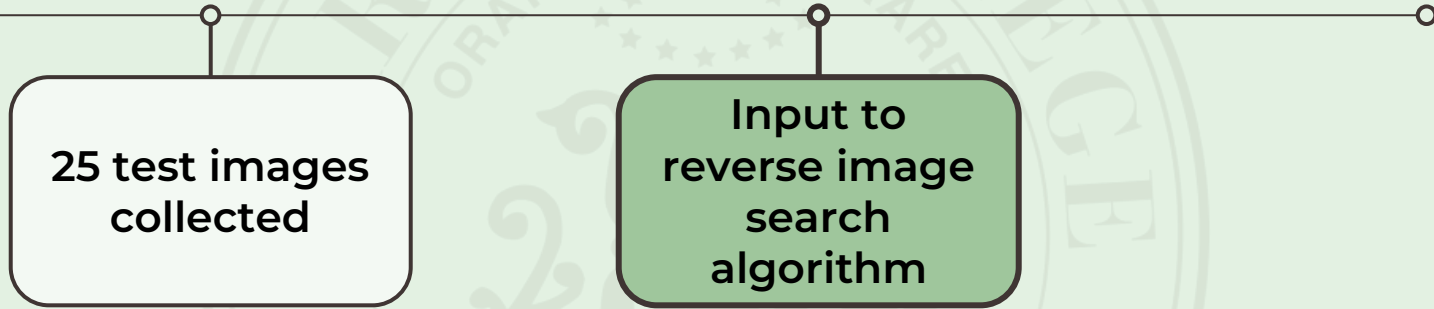 25 test images
collected
Input to
reverse image
search
algorithm